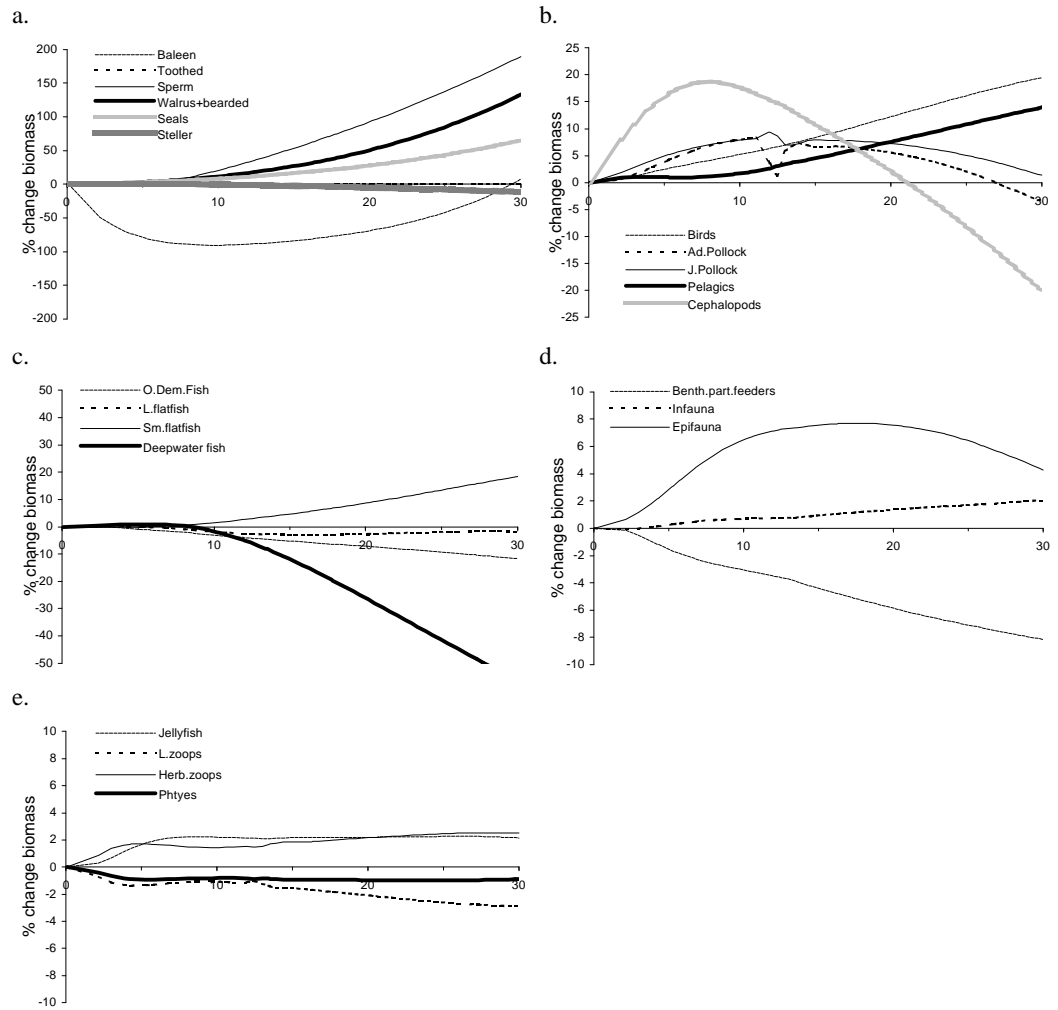 a.
200
150
100
50
0
-50
-100
-150
-200
0
10
20
30
% change biomass
Baleen
Toothed
Sperm
Walrus+bearded
Seals
Steller
b.
25
20
15
10
5
0
-5
-10
-15
-20
-25
0
10
20
30
% change biomass
Birds
Ad.Pollock
J.Pollock
Pelagics
Cephalopods
c.
50
40
30
20
10
0
-10
-20
-30
-40
-50
0
10
20
30
% change biomass
O.Dem.Fish
L.flatfish
Sm.flatfish
Deepwater fish
d.
10
8
6
4
2
0
-2
-4
-6
-8
-10
0
10
20
30
% change biomass
Benth.part.feeders
Infauna
Epifauna
e.
10
8
6
4
2
0
-2
-4
-6
-8
-10
0
10
20
30
% change biomass
Jellyfish
L.zoops
Herb.zoops
Phtyes